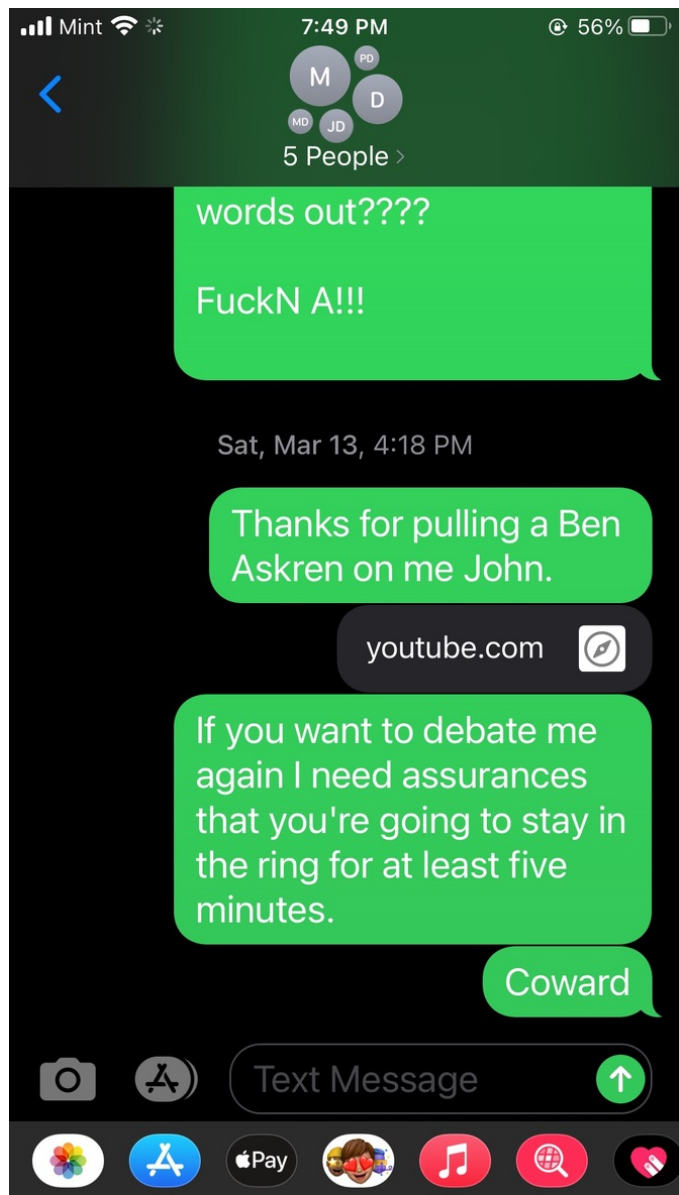 Mint 7:49 PM 56%
M PD D MD JD
5 People >
words out????
FuckN A!!!
Sat, Mar 13, 4:18 PM
Thanks for pulling a Ben
Askren on me John.
youtube.com
If you want to debate me
again I need assurances
that you're going to stay in
the ring for at least five
minutes.
Coward
Text Message
Pay